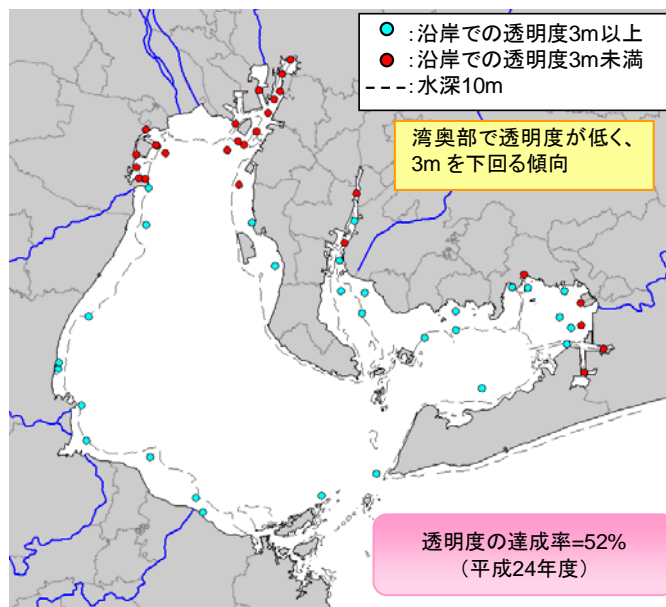 ：沿岸での透明度3m以上
：沿岸での透明度3m未満
：水深10m
湾奥部で透明度が低く、
3m を下回る傾向
透明度の達成率=52%
（平成24年度）